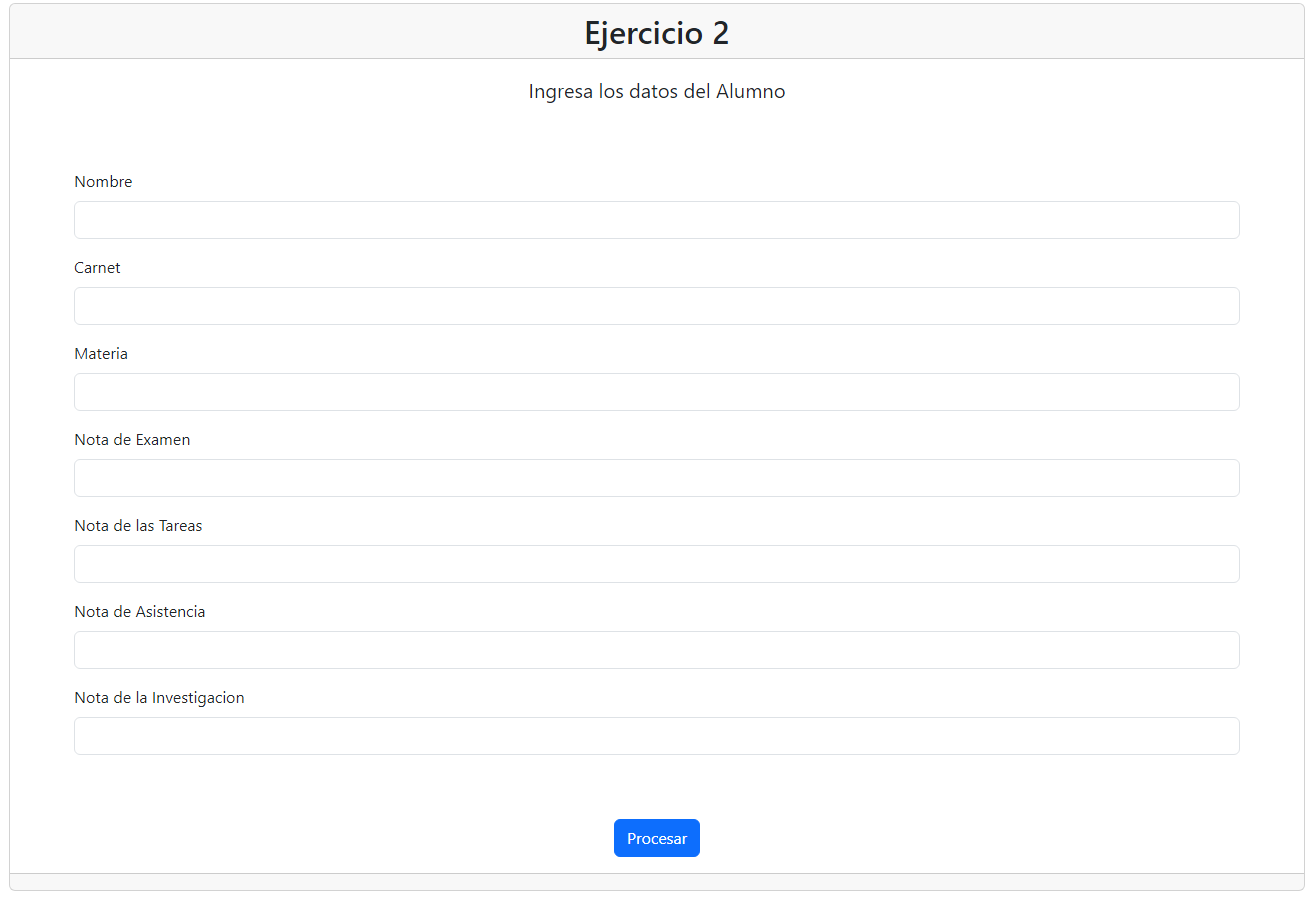 Ejercicio 2
Ingresa los datos del Alumno
Nombre
Carnet
Materia
Nota de Examen
Nota de las Tareas
Nota de Asistencia
Nota de la Investigacion
Procesar